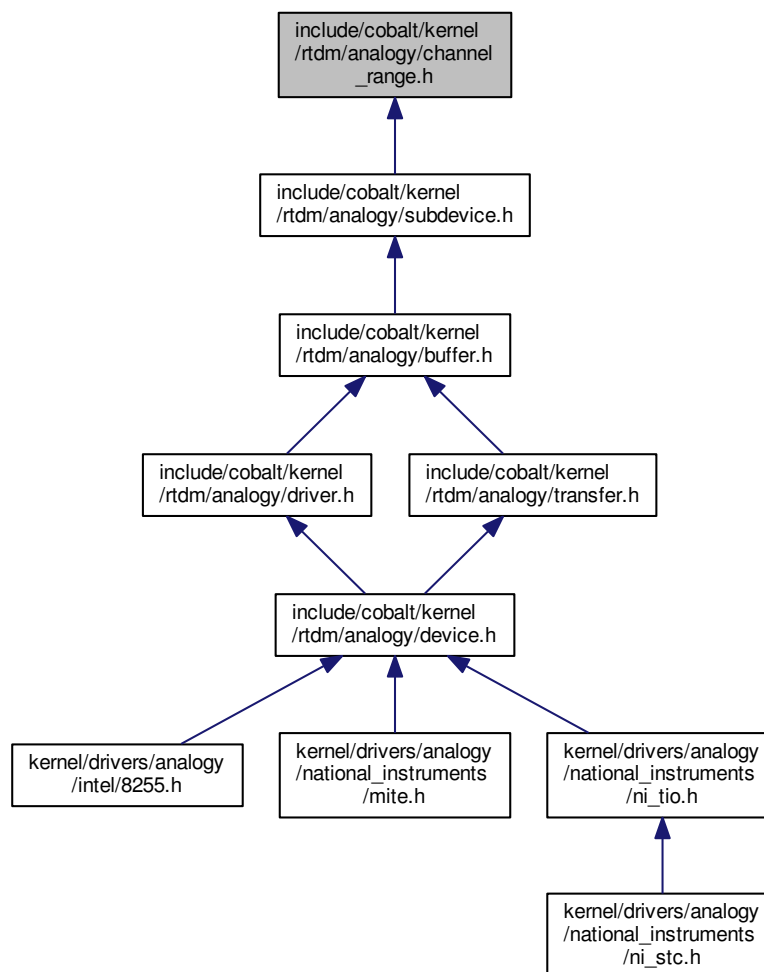 include/cobalt/kernel
/rtdm/analogy/channel
_range.h
include/cobalt/kernel
/rtdm/analogy/subdevice.h
include/cobalt/kernel
/rtdm/analogy/buffer.h
include/cobalt/kernel
/rtdm/analogy/driver.h
include/cobalt/kernel
/rtdm/analogy/transfer.h
include/cobalt/kernel
/rtdm/analogy/device.h
kernel/drivers/analogy
/intel/8255.h
kernel/drivers/analogy
/national_instruments
/mite.h
kernel/drivers/analogy
/national_instruments
/ni_tio.h
kernel/drivers/analogy
/national_instruments
/ni_stc.h